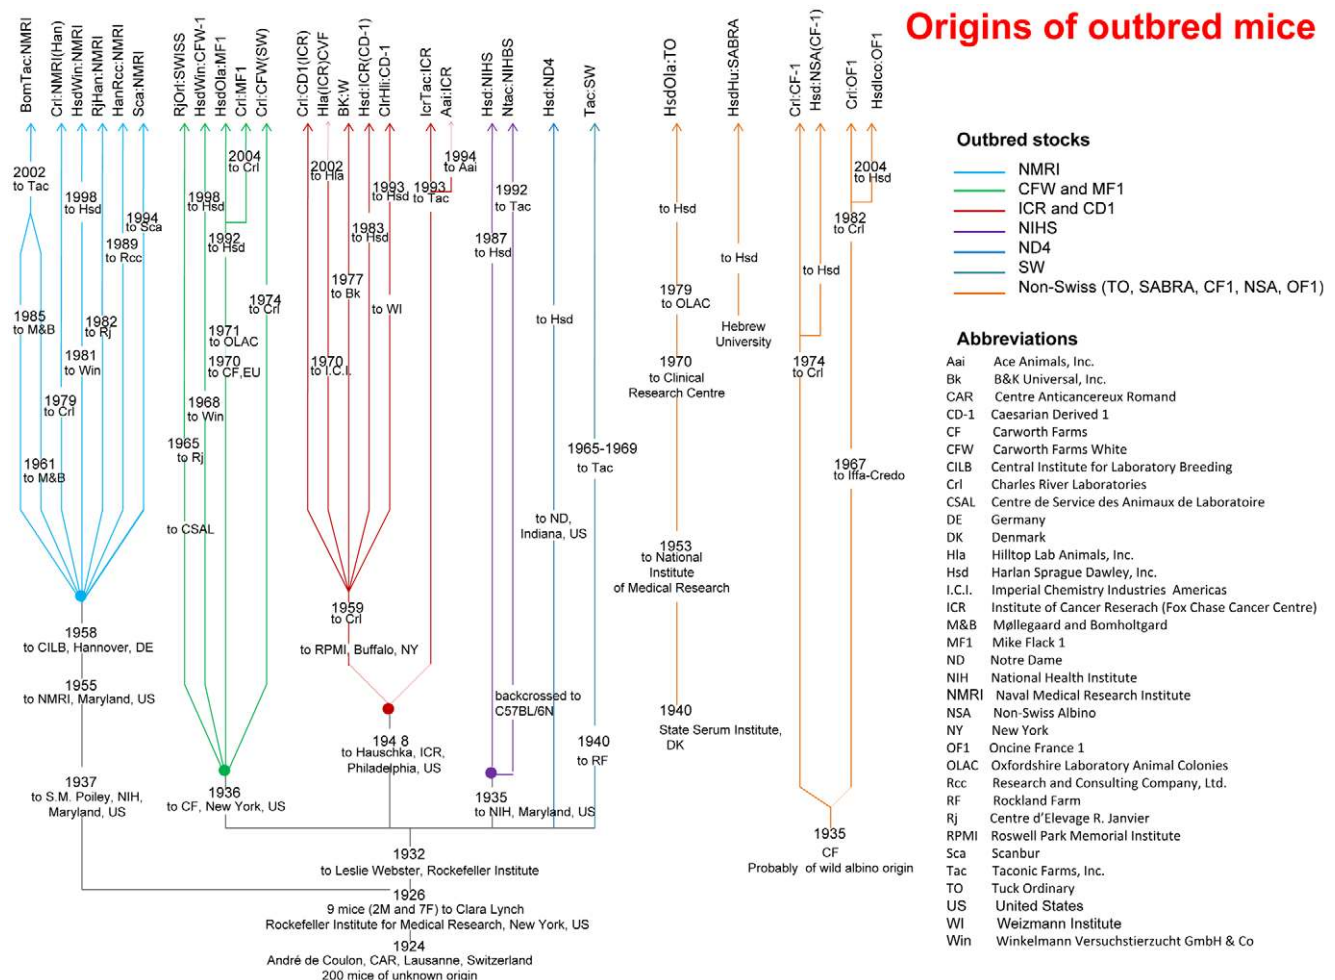 Origins of outbred mice
BomTac:NMRI
Crl:NMRI(Han)
HsdWin:NMRI
RjHan:NMRI
HanRcc:NMRI
Sca:NMRI
RjOrl:SWISS
HsdWin:CFW-1
HsdOla:MF1
Crl:MF1
Crl:CFW(SW)
Crl:CD1(ICR)
Hla(ICR)CVF
BK:W
Hsd:ICR(CD-1)
ClrHli:CD-1
IcrTac:ICR
Aai:ICR
Hsd:NIHS
Ntac:NIHBS
Hsd:ND4
Tac:SW
HsdOla:TO
HsdHu:SABRA
Crl:CF-1
Hsd:NSA(CF-1)
Crl:OF1
HsdIco:OF1
2002
to Tac
1985
to M&B
1961
to M&B
1979
to Crl
1998
to Hsd
1981
to Win
1982
to Rj
1989
to Rcc
1994
to Sca
1958
to CILB, Hannover, DE
1955
to NMRI, Maryland, US
1937
to S.M. Poiley, NIH,
Maryland, US
1965
to Rj
to CSAL
1998
to Hsd
1968
to Win
2004
to Crl
1992
to Hsd
1971
to OLAC
1970
to CF,EU
1974
to Crl
1936
to CF, New York, US
2002
to Hla
1970
to I.C.I.
1977
to Bk
1983
to Hsd
1993
to Hsd
to WI
1959
to Crl
to RPMI, Buffalo, NY
1993
to Tac
1994
to Aai
194 8
to Hauschka, ICR,
Philadelphia, US
1987
to Hsd
1992
to Tac
backcrossed to
C57BL/6N
1935
to NIH, Maryland, US
to Hsd
to ND,
Indiana, US
1965-1969
to Tac
1940
to RF
1932
to Leslie Webster, Rockefeller Institute
1926
9 mice (2M and 7F) to Clara Lynch
Rockefeller Institute for Medical Research, New York, US
1924
André de Coulon, CAR, Lausanne, Switzerland
200 mice of unknown origin
to Hsd
1979
to OLAC
1970
to Clinical
Research Centre
1953
to National
Institute
of Medical Research
1940
State Serum Institute,
DK
to Hsd
Hebrew
University
to Hsd
1974
to Crl
2004
to Hsd
1982
to Crl
1967
to Iffa-Credo
1935
CF
Probably of wild albino origin
Outbred stocks
NMRI
CFW and MF1
ICR and CD1
NIHS
ND4
SW
Non-Swiss (TO, SABRA, CF1, NSA, OF1)
Abbreviations
Aai Ace Animals, Inc.
Bk B&K Universal, Inc.
CAR Centre Anticancereux Romand
CD-1 Caesarian Derived 1
CF Carworth Farms
CFW Carworth Farms White
CILB Central Institute for Laboratory Breeding
Crl Charles River Laboratories
CSAL Centre de Service des Animaux de Laboratoire
DE Germany
DK Denmark
Hla Hilltop Lab Animals, Inc.
Hsd Harlan Sprague Dawley, Inc.
I.C.I. Imperial Chemistry Industries Americas
ICR Institute of Cancer Reserach (Fox Chase Cancer Centre)
M&B Møllegaard and Bomholtgard
MF1 Mike Flack 1
ND Notre Dame
NIH National Health Institute
NMRI Naval Medical Research Institute
NSA Non-Swiss Albino
NY New York
OF1 Oncine France 1
OLAC Oxfordshire Laboratory Animal Colonies
Rcc Research and Consulting Company, Ltd.
RF Rockland Farm
Rj Centre d'Elevage R. Janvier
RPMI Roswell Park Memorial Institute
Sca Scanbur
Tac Taconic Farms, Inc.
TO Tuck Ordinary
US United States
WI Weizmann Institute
Win Winkelmann Versuchstierzucht GmbH & Co